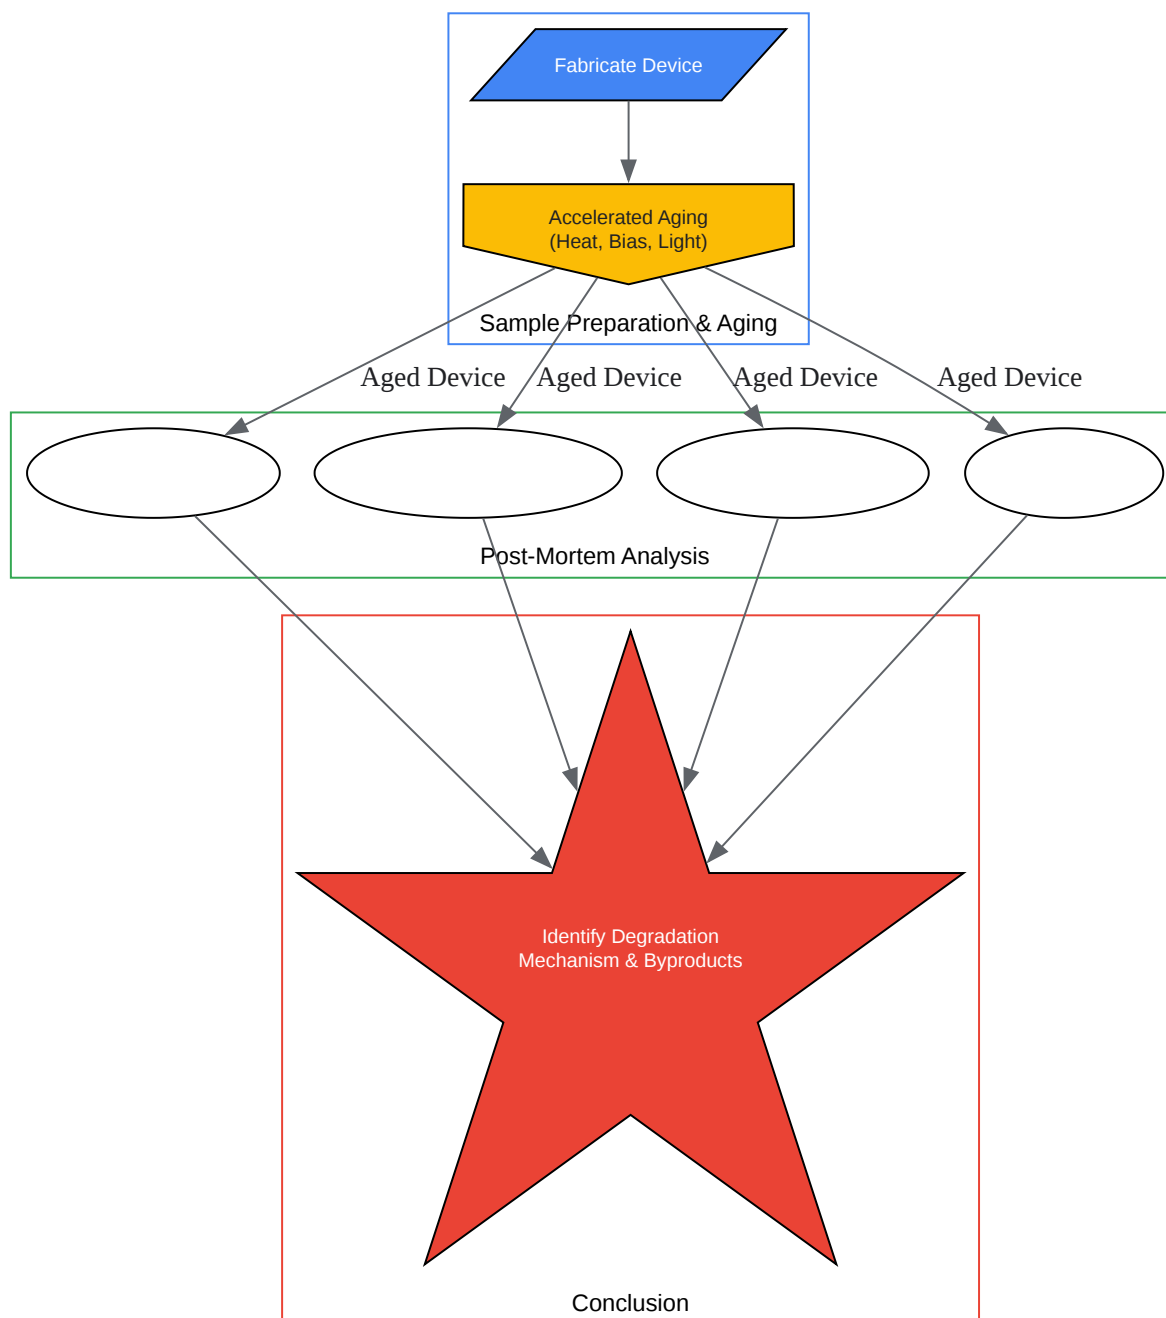 Fabricate Device
Accelerated Aging
(Heat, Bias, Light)
Sample Preparation & Aging
Aged Device
Aged Device
Aged Device
Aged Device
Post-Mortem Analysis
Identify Degradation
Mechanism & Byproducts
Conclusion